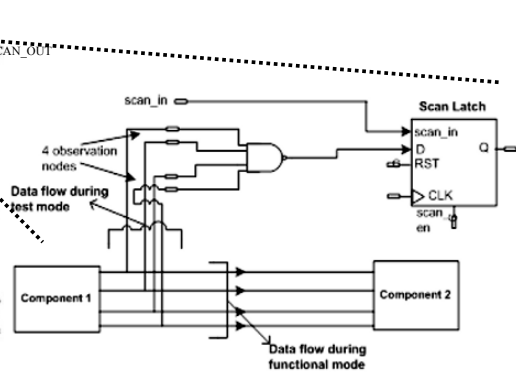 CAN_OUT
scan_in
Scan Latch
scan_in
D
Q
RST
CLK
scan_
en
4 observation
nodes
Data flow during
test mode
Component 1
Component 2
Data flow during
functional mode